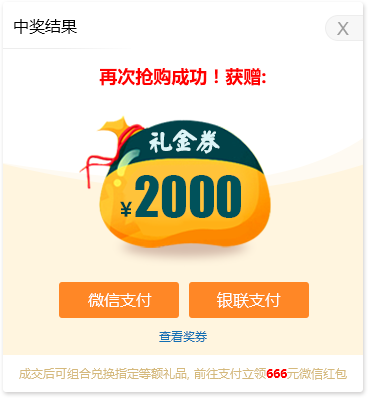 中奖结果
X
再次抢购成功！获赠:
礼金券
¥2000
微信支付 银联支付
查看奖券
成交后可组合兑换指定等额礼品, 前往支付立领666元微信红包